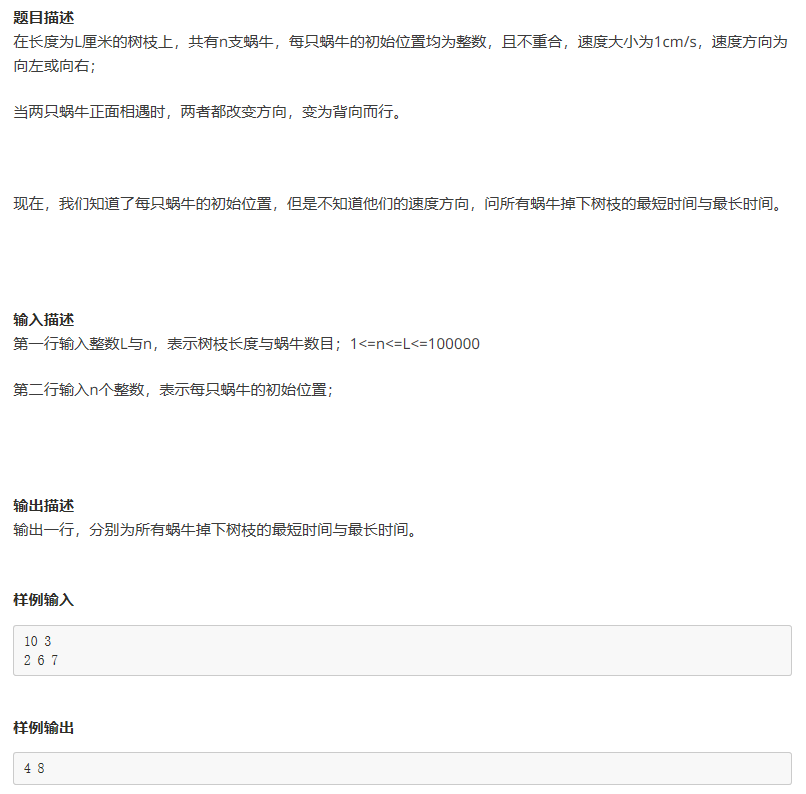 题目描述
在长度为L厘米的树枝上，共有n支蜗牛，每只蜗牛的初始位置均为整数，且不重合，速度大小为1cm/s，速度方向为
向左或向右；
当两只蜗牛正面相遇时，两者都改变方向，变为背向而行。
现在，我们知道了每只蜗牛的初始位置，但是不知道他们的速度方向，问所有蜗牛掉下树枝的最短时间与最长时间。
输入描述
第一行输入整数L与n，表示树枝长度与蜗牛数目；1<=n<=L<=100000
第二行输入n个整数，表示每只蜗牛的初始位置；
输出描述
输出一行，分别为所有蜗牛掉下树枝的最短时间与最长时间。
样例输入
10 3
2 6 7
样例输出
4 8